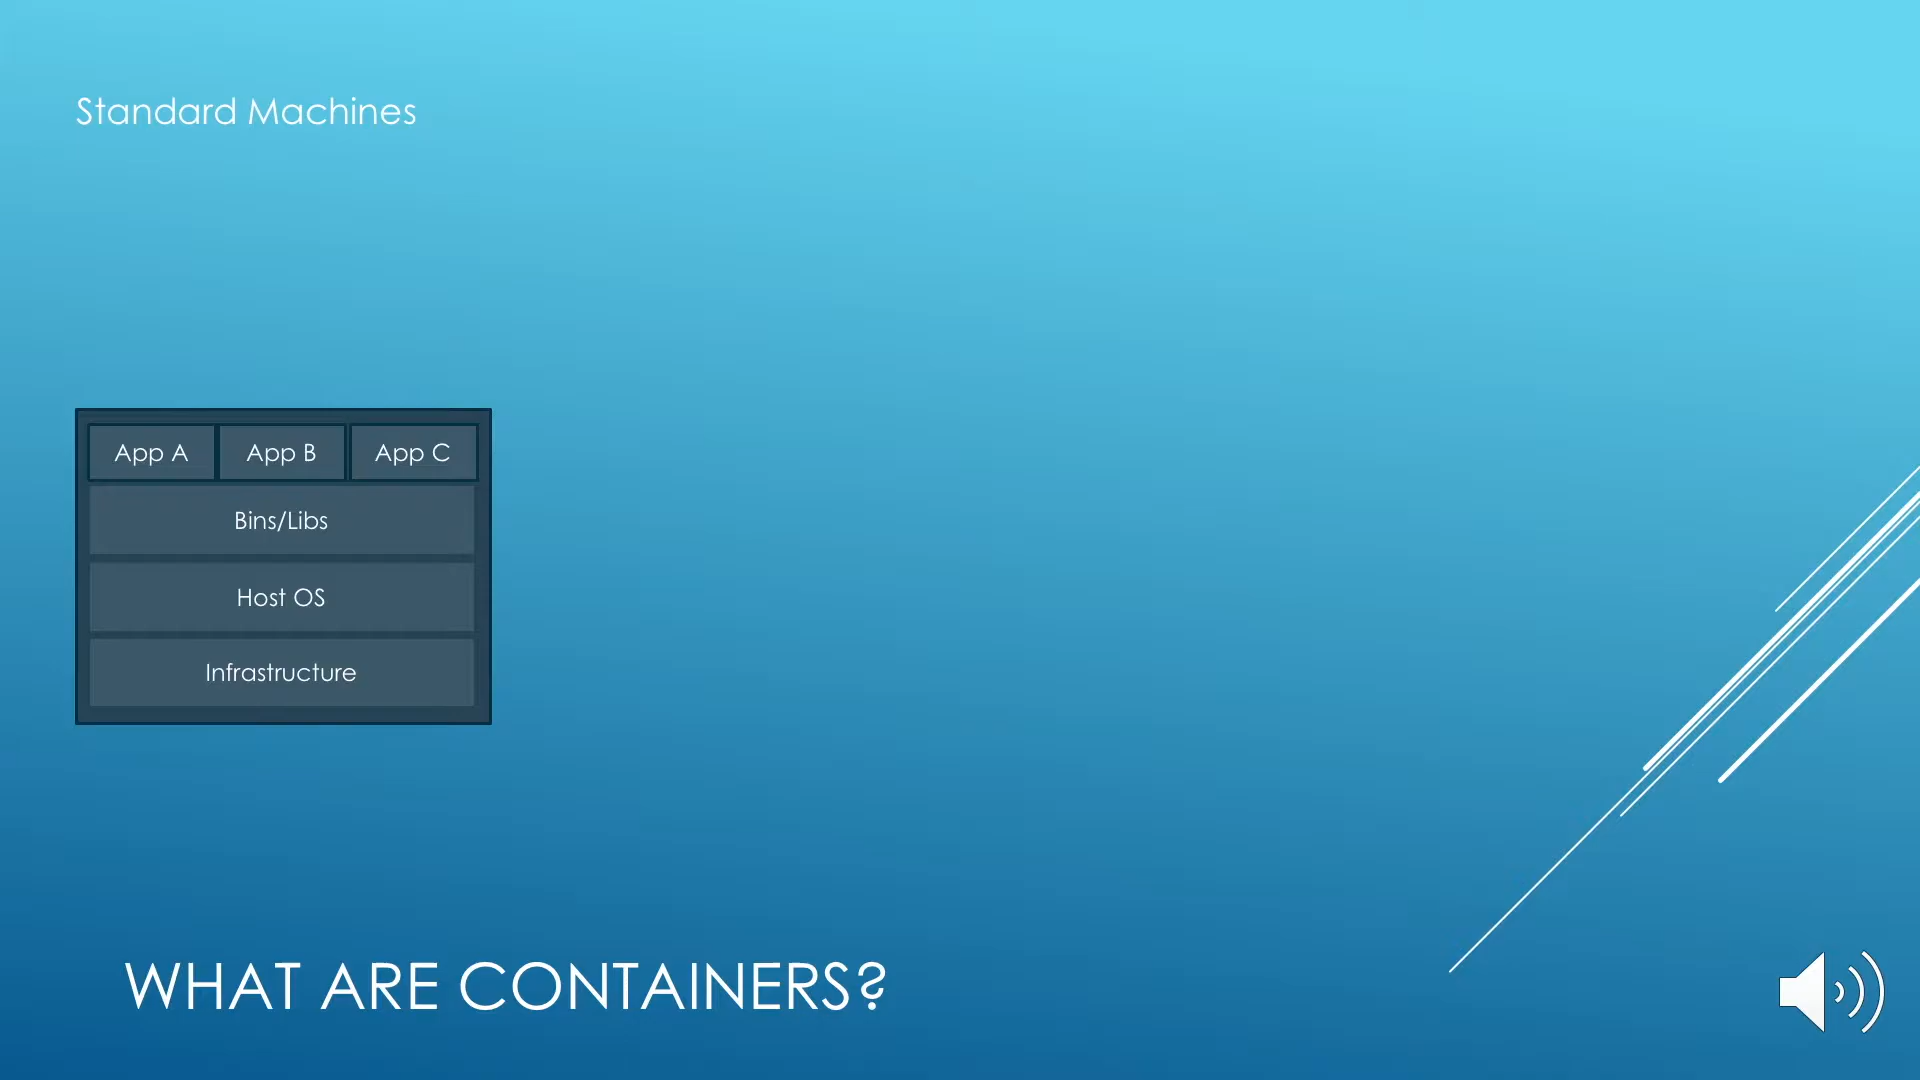 Standard Machines
App A App B App C
Bins/Libs
Host OS
Infrastructure
WHAT ARE CONTAINERS?